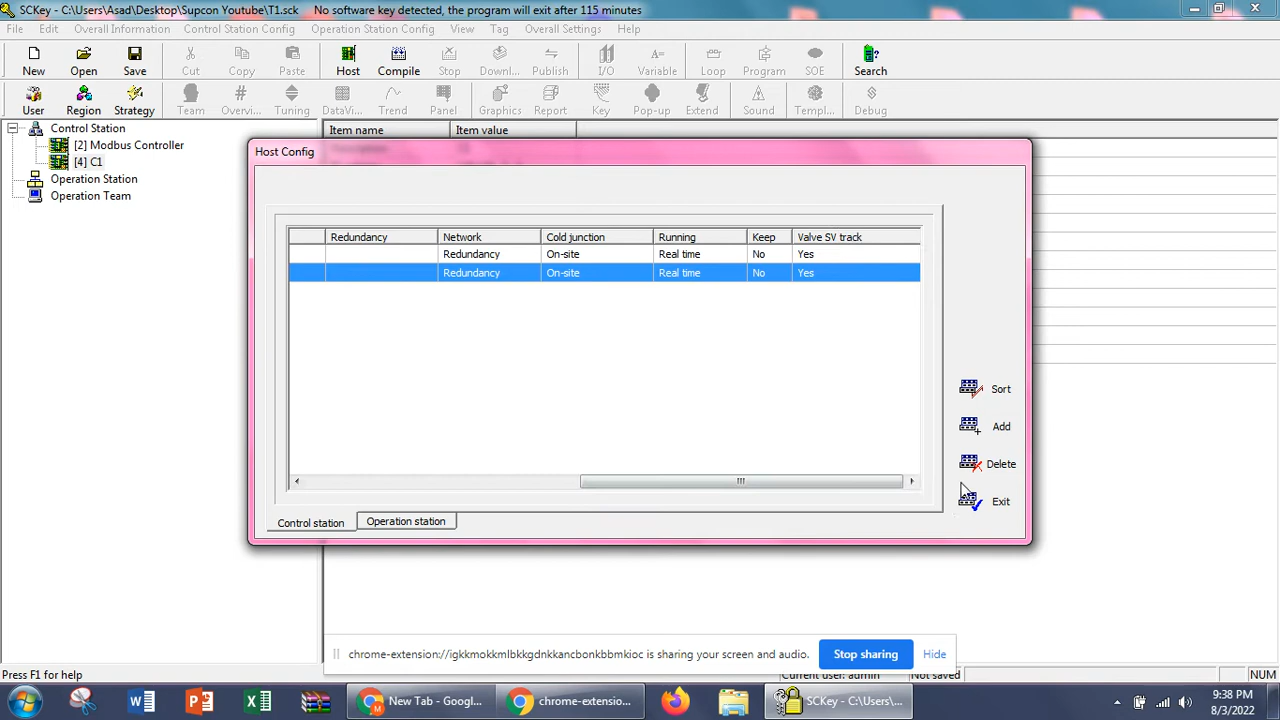 SCKey - C:\Users\Asad\Desktop\Supcon Youtube\T1.sck No software key detected, the program will exit after 115 minutes
File Edit Overall Information Control Station Config Operation Station Config View Tag Overall Settings Help
New Open Save Cut Copy Paste Host Compile Stop Downl... Publish I/O Variable Loop Program SOE Search
User Region Strategy Team Overvi... Tuning DataVi... Trend Panel Graphics Report Key Pop-up Extend Sound Templ... Debug
Control Station
[2] Modbus Controller
[4] C1
Operation Station
Operation Team
Item name Item value
Host Config
Redundancy Network Cold junction Running Keep Valve SV track
Redundancy On-site Real time No Yes
Redundancy On-site Real time No Yes
Sort
Add
Delete
Exit
Control station Operation station
chrome-extension://igkkmokkmlbkkgdnkkancbonkbbmkioc is sharing your screen and audio. Stop sharing Hide
Press F1 for help Current user: admin Not saved NUM
New Tab - Google... chrome-extensio... SCKey - C:\Users\... 9:38 PM
8/3/2022